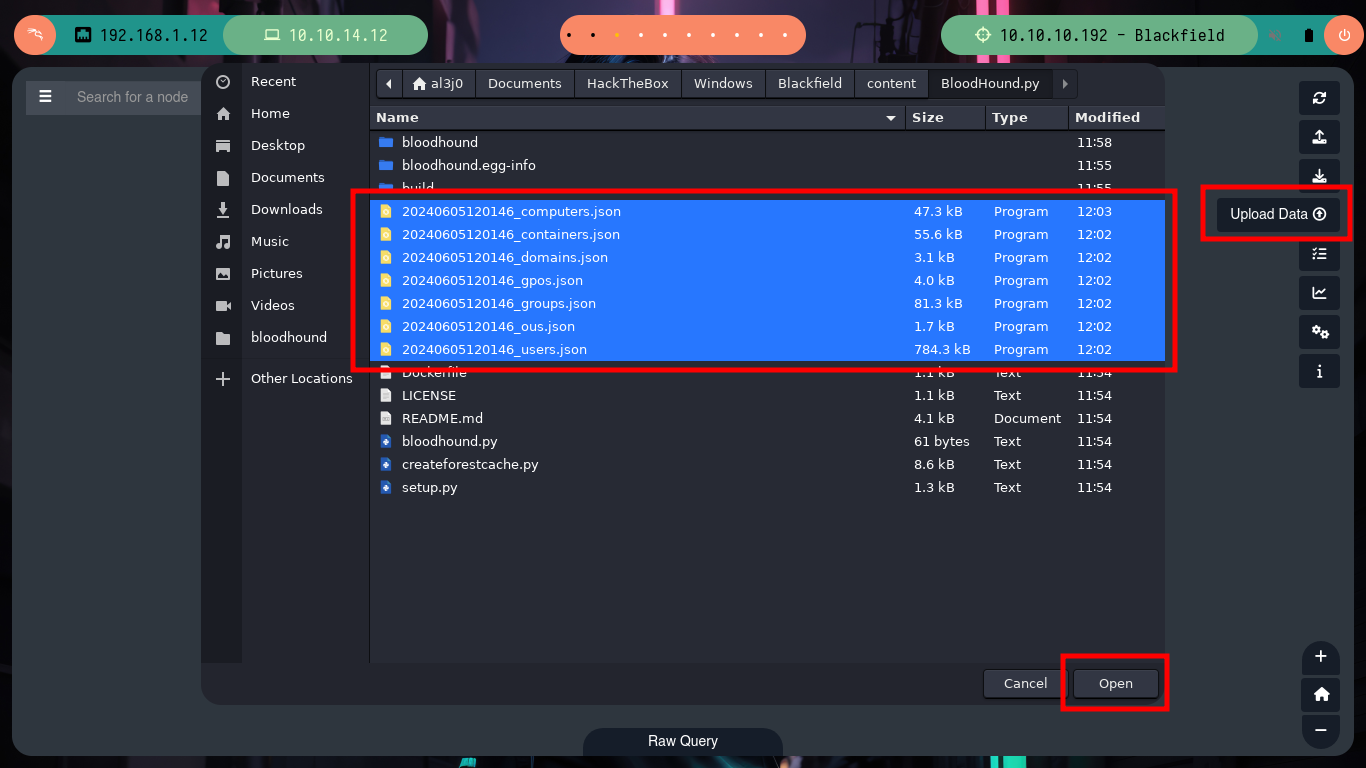 192.168.1.12 10.10.14.12 10.10.10.192 - Blackfield
Search for a node
Recent
Home
Desktop
Documents
Downloads
Music
Pictures
Videos
bloodhound
Other Locations
al3j0 Documents HackTheBox Windows Blackfield content BloodHound.py
Name Size Type Modified
bloodhound 11:58
bloodhound.egg-info 11:55
build 11:55
20240605120146_computers.json 47.3 kB Program 12:03
20240605120146_containers.json 55.6 kB Program 12:02
20240605120146_domains.json 3.1 kB Program 12:02
20240605120146_gpos.json 4.0 kB Program 12:02
20240605120146_groups.json 81.3 kB Program 12:02
20240605120146_ous.json 1.7 kB Program 12:02
20240605120146_users.json 784.3 kB Program 12:02
Dockerfile 1.1 kB Text 11:54
LICENSE 1.1 kB Text 11:54
README.md 4.1 kB Document 11:54
bloodhound.py 61 bytes Text 11:54
createforestcache.py 8.6 kB Text 11:54
setup.py 1.3 kB Text 11:54
Upload Data
Cancel Open
Raw Query